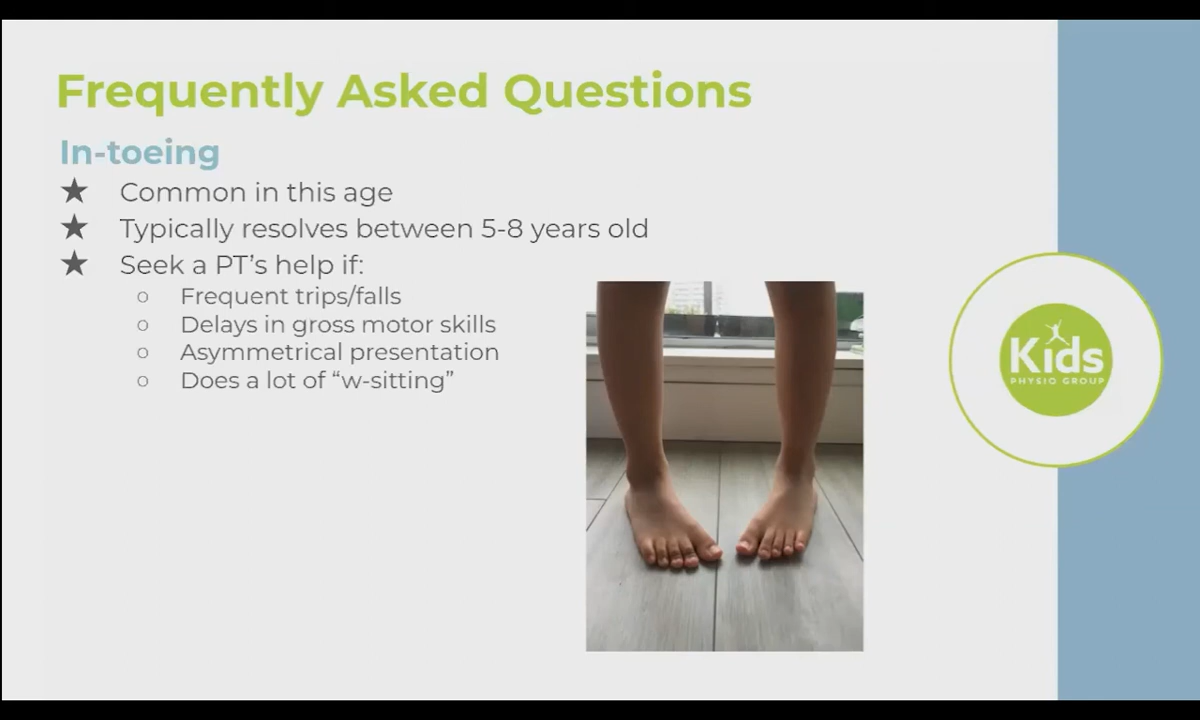 Frequently Asked Questions
In-toeing
★ Common in this age
★ Typically resolves between 5-8 years old
★ Seek a PT’s help if:
○ Frequent trips/falls
○ Delays in gross motor skills
○ Asymmetrical presentation
○ Does a lot of “w-sitting”
Kids
PHYSIO GROUP